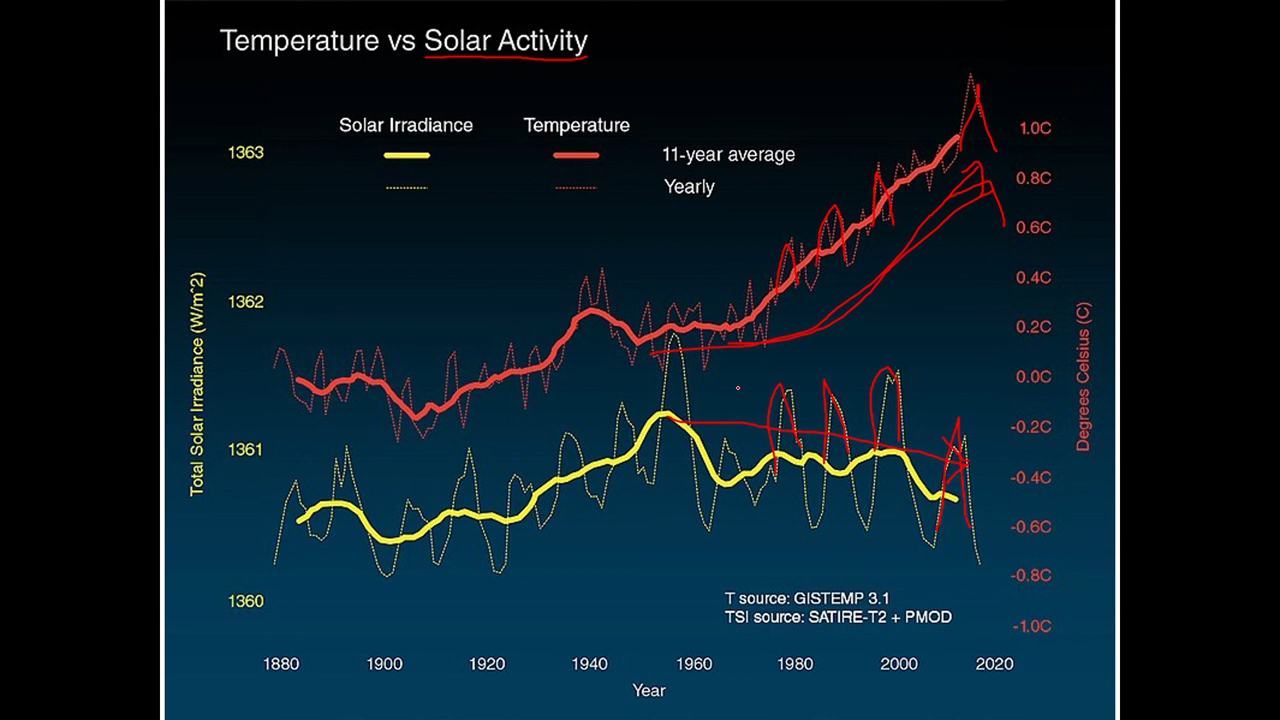 Temperature vs Solar Activity
Solar Irradiance
Temperature
11-year average
Yearly
1363
1362
1361
1360
Total Solar Irradiance (W/m^2)
1.0C
0.8C
0.6C
0.4C
0.2C
0.0C
-0.2C
-0.4C
-0.6C
-0.8C
-1.0C
Degrees Celsius (C)
T source: GISTEMP 3.1
TSI source: SATIRE-T2 + PMOD
1880 1900 1920 1940 1960 1980 2000 2020
Year